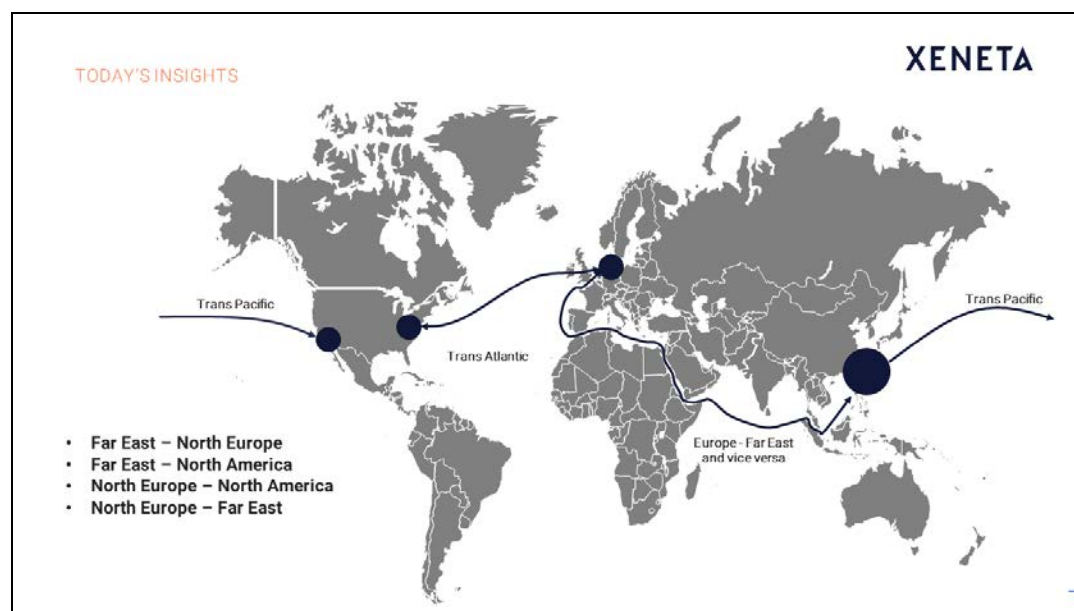 XENETA
TODAY'S INSIGHTS
Trans Pacific
Trans Pacific
Trans Atlantic
Europe - Far East
and vice versa
• Far East – North Europe
• Far East – North America
• North Europe – North America
• North Europe – Far East